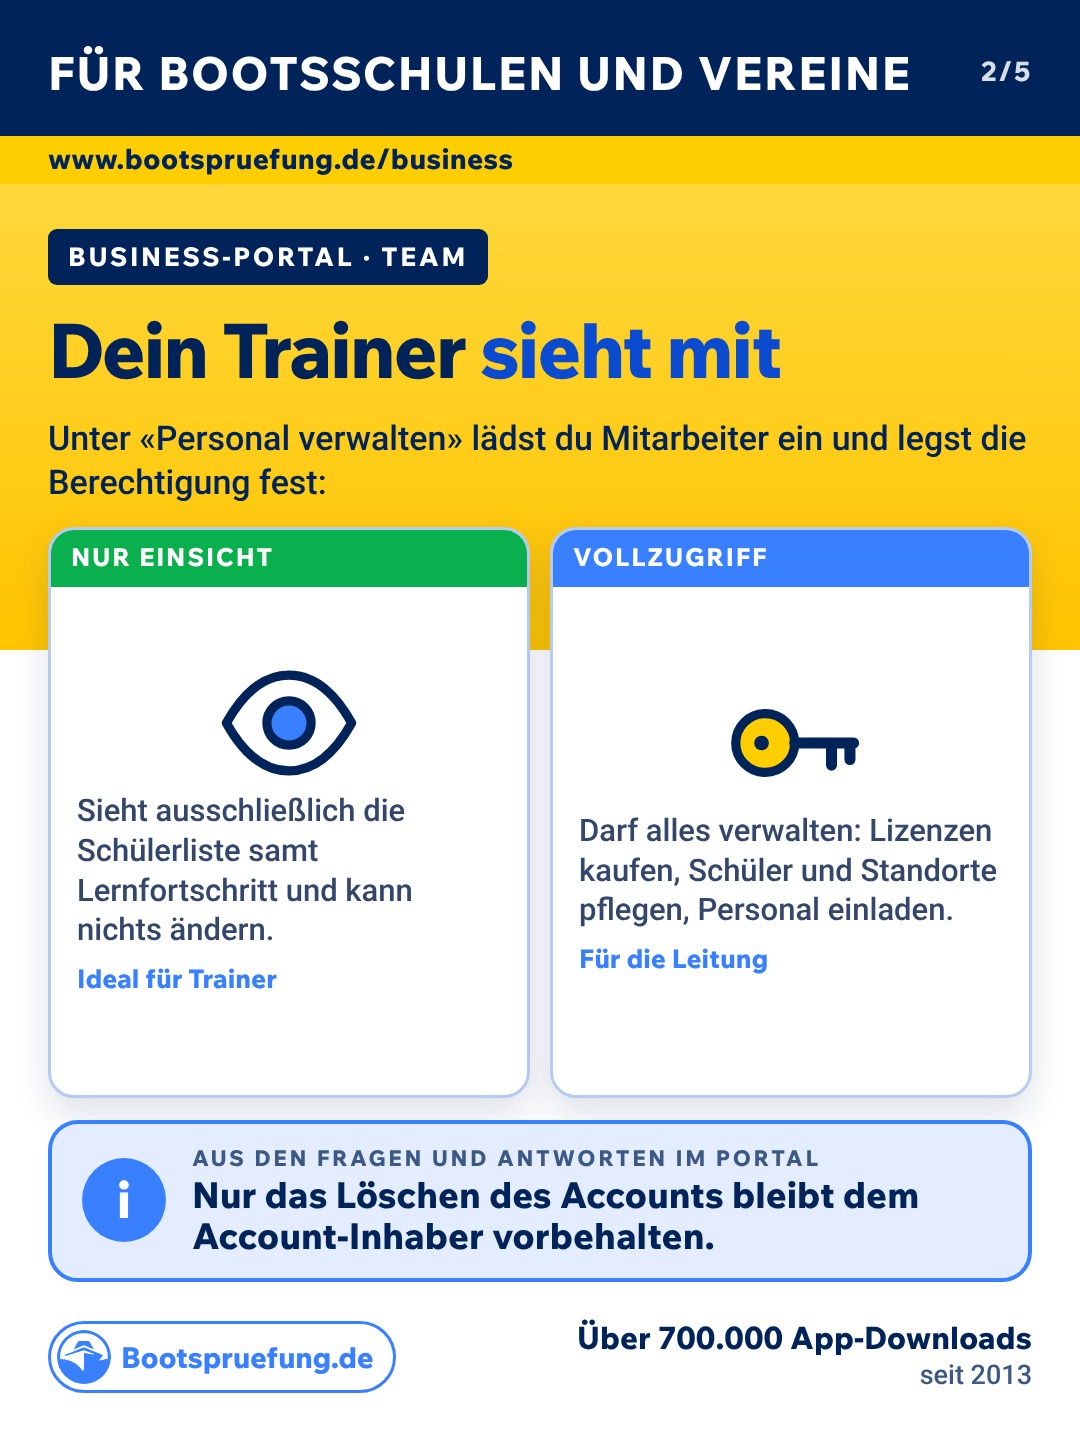 FÜR BOOTSSCHULEN UND VEREINE
2/5
www.bootspruefung.de/business
BUSINESS-PORTAL · TEAM
Dein Trainer sieht mit
Unter «Personal verwalten» lädst du Mitarbeiter ein und legst die
Berechtigung fest:
NUR EINSICHT
Sieht ausschließlich die
Schülerliste samt
Lernfortschritt und kann
nichts ändern.
Ideal für Trainer
VOLLZUGRIFF
Darf alles verwalten: Lizenzen
kaufen, Schüler und Standorte
pflegen, Personal einladen.
Für die Leitung
i
AUS DEN FRAGEN UND ANTWORTEN IM PORTAL
Nur das Löschen des Accounts bleibt dem
Account-Inhaber vorbehalten.
Bootspruefung.de
Über 700.000 App-Downloads
seit 2013